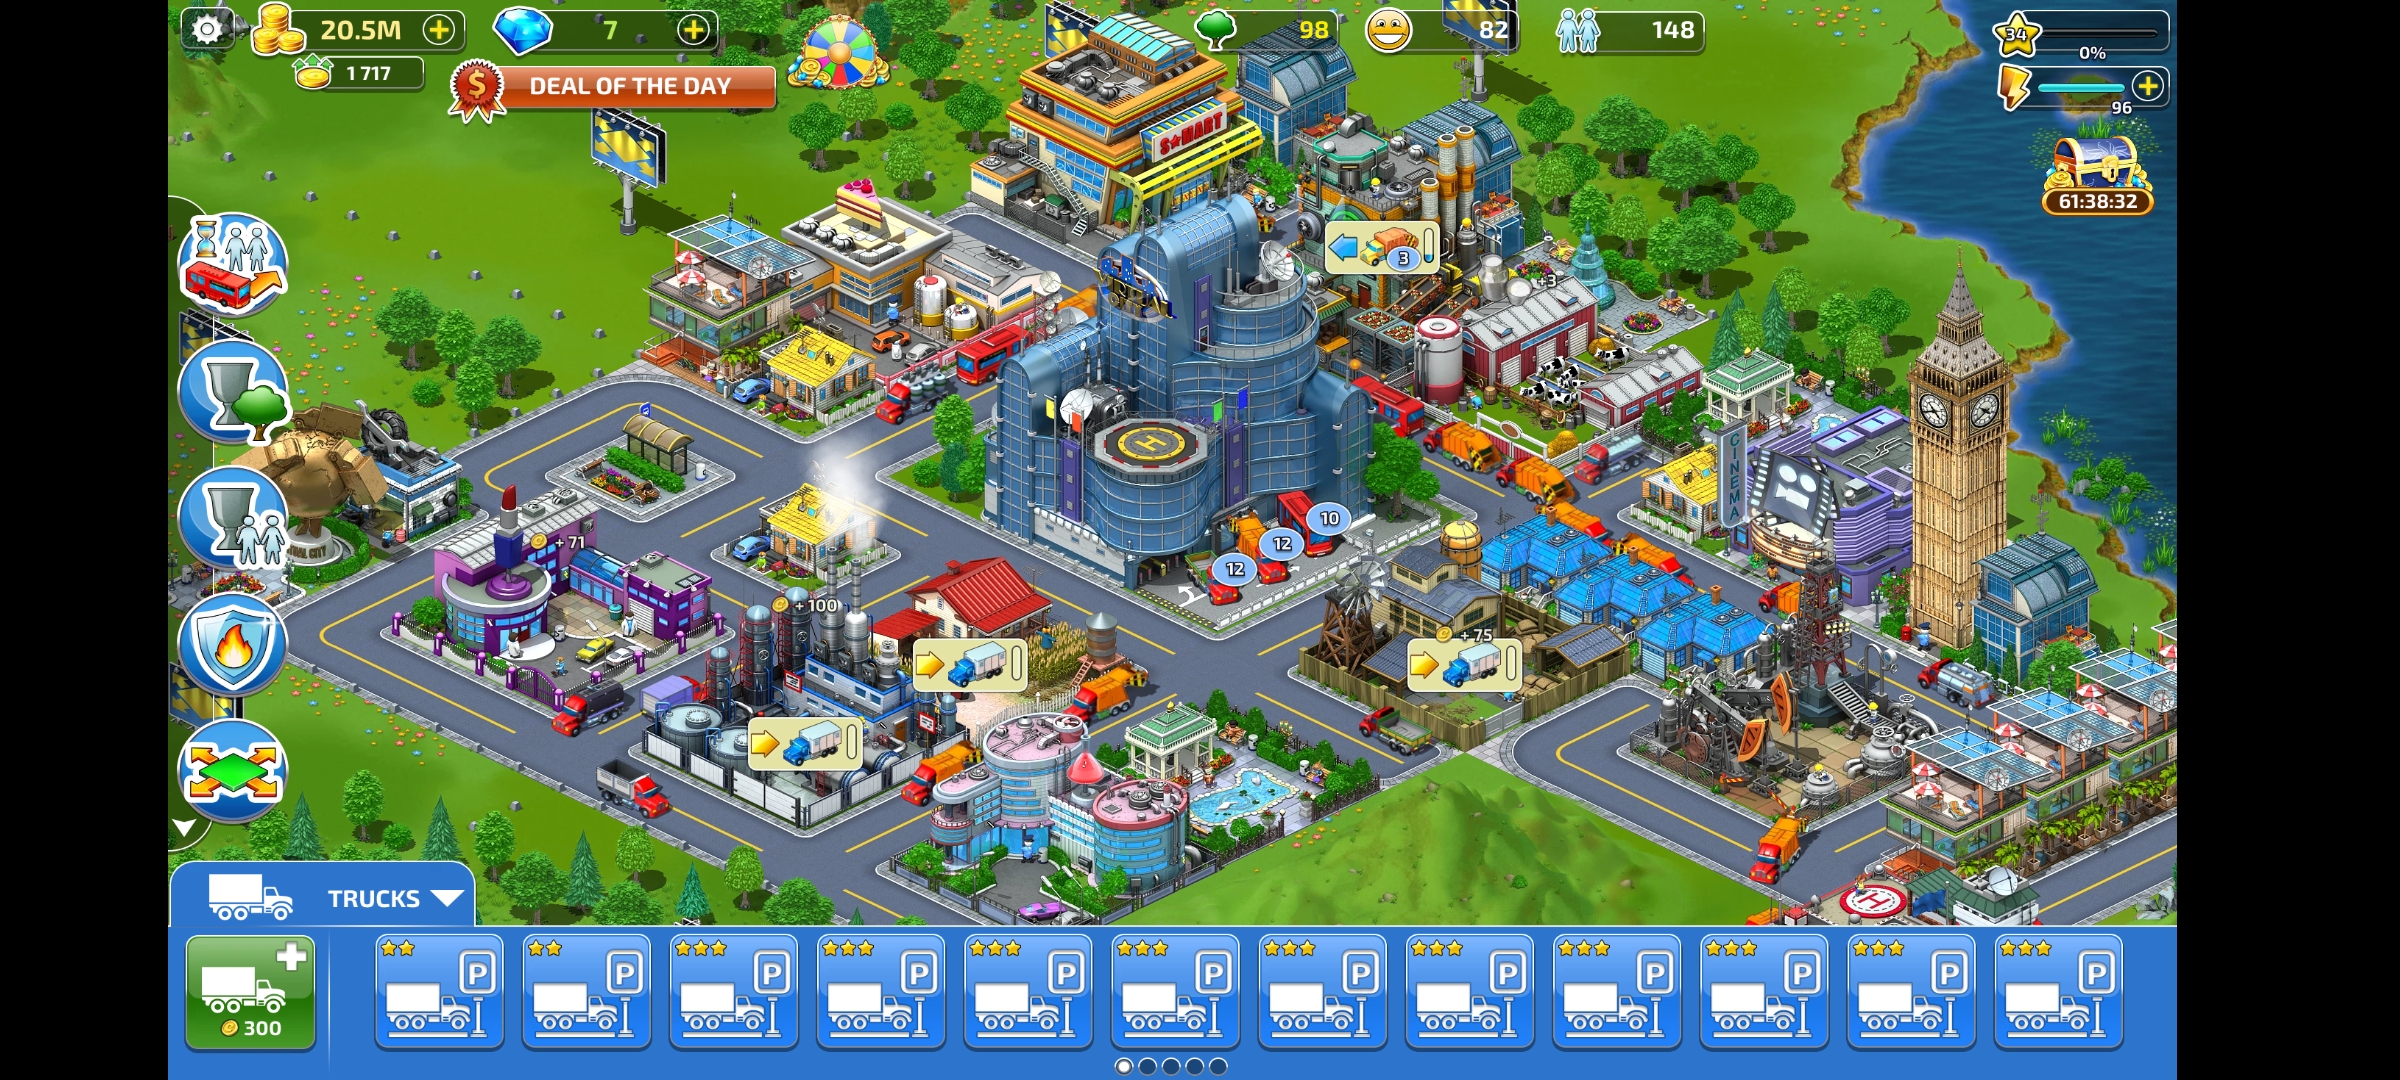 20.5M
7
98
82
148
34
0%
1 717
DEAL OF THE DAY
96
S★MART
61:38:32
3
+3
CINEMA
10
12
12
+71
+100
+75
H
H
TRUCKS
300
P
P
P
P
P
P
P
P
P
P
P
P